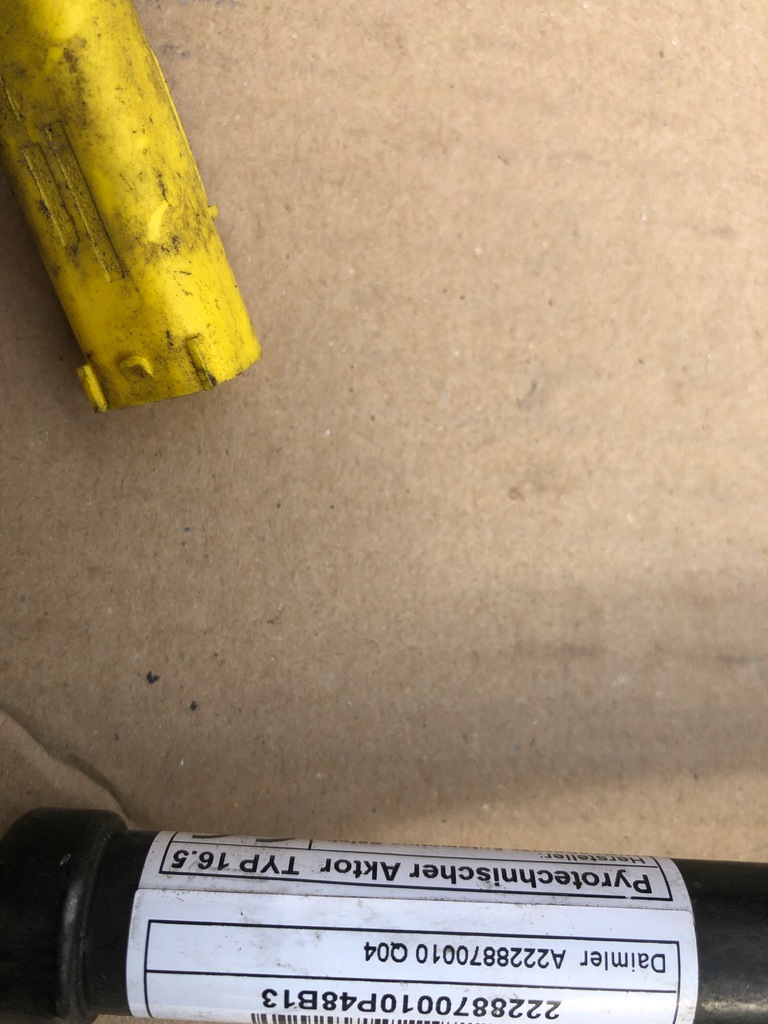 2228870010P48B13
Daimler A2228870010 Q04
Pyrotechnischer Aktor TYP 16.5
Hersteller: